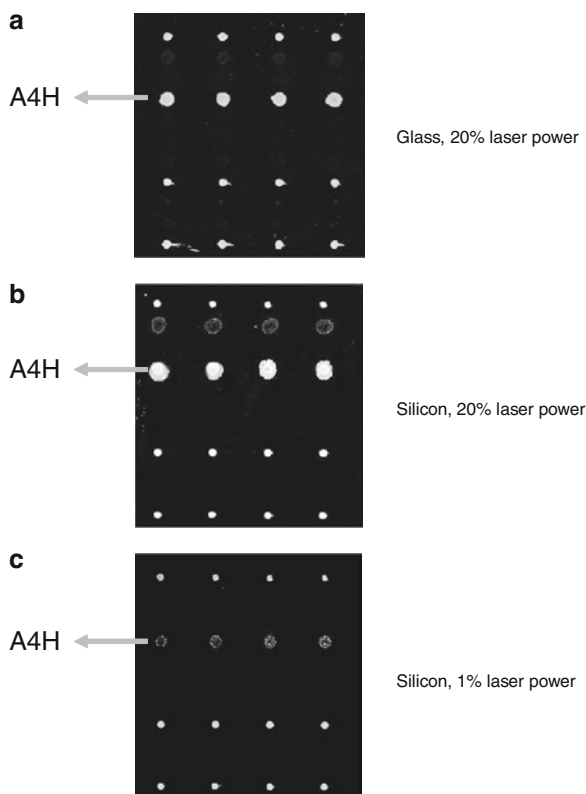 a
A4H
Glass, 20% laser power
b
A4H
Silicon, 20% laser power
c
A4H
Silicon, 1% laser power